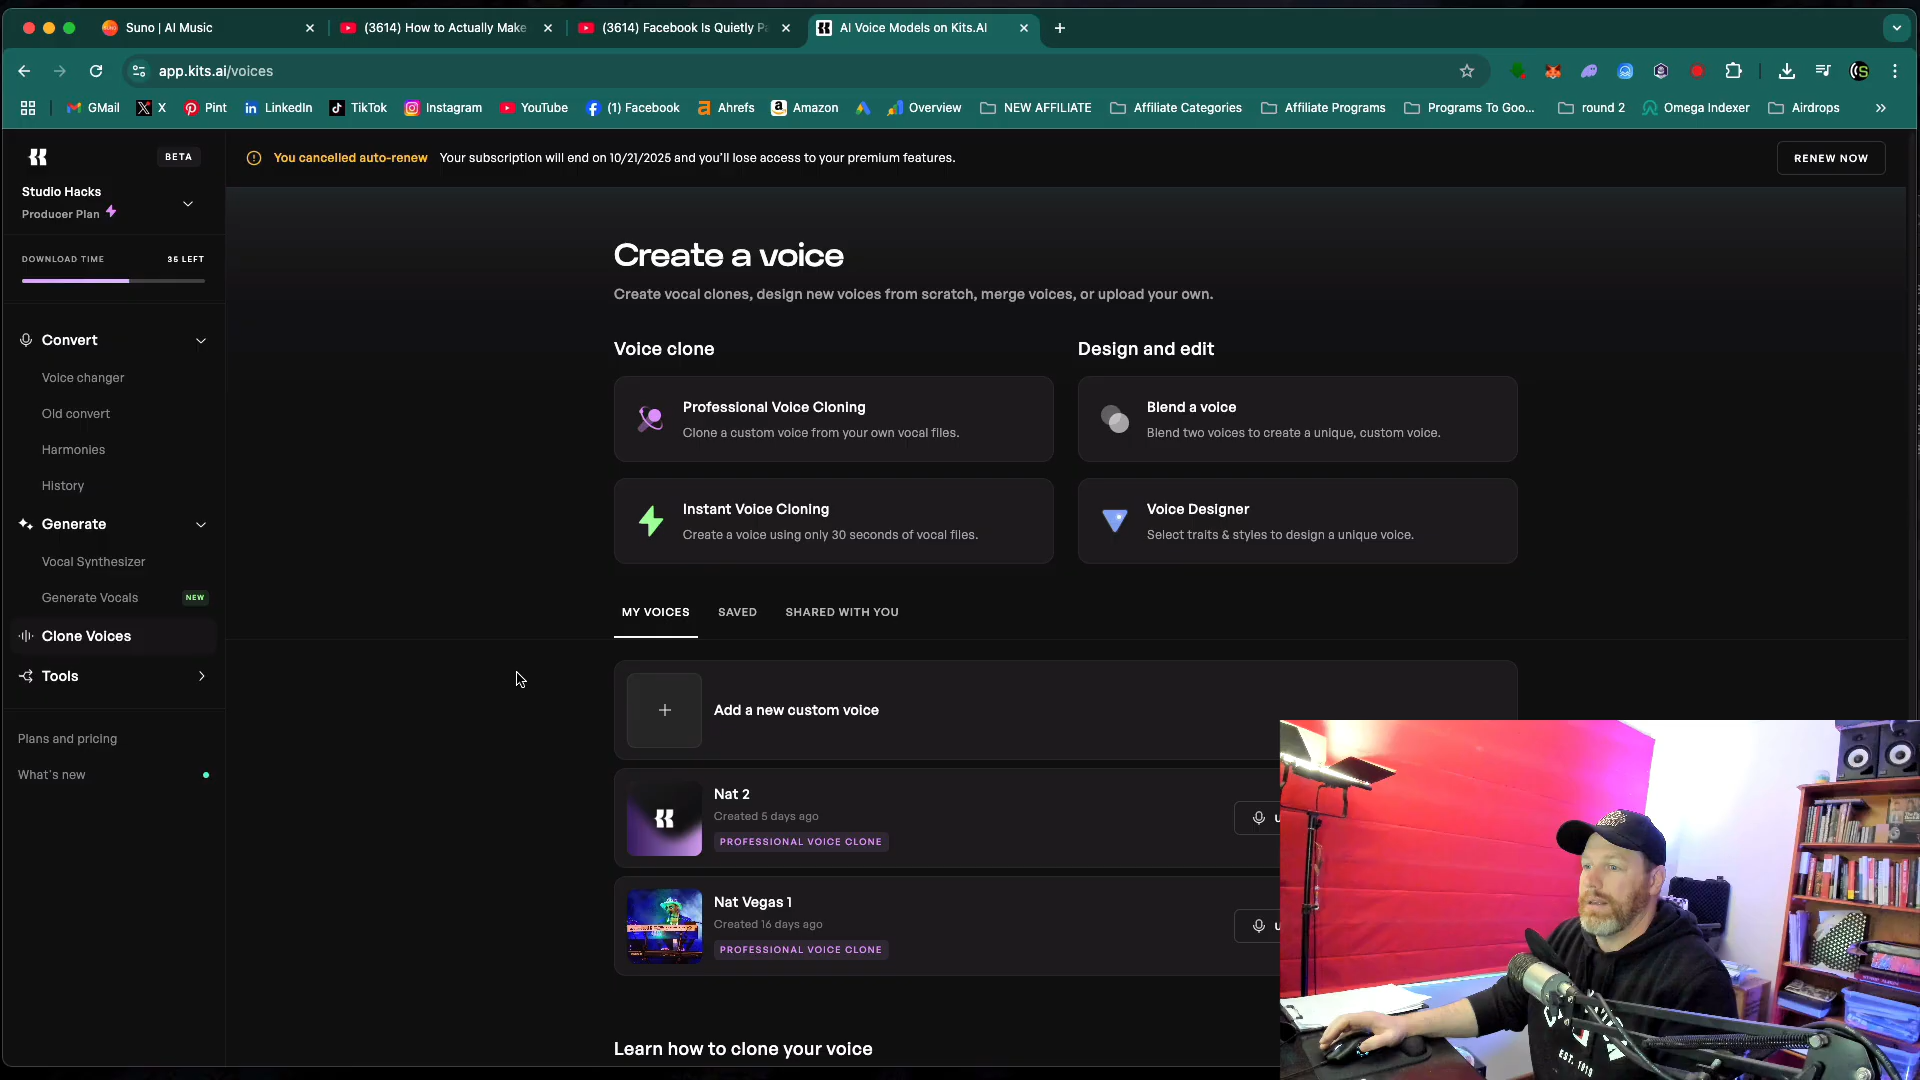 Suno | AI Music
(3614) How to Actually Make
(3614) Facebook Is Quietly Pa
AI Voice Models on Kits.AI
app.kits.ai/voices
GMail
X
Pint
LinkedIn
TikTok
Instagram
YouTube
(1) Facebook
Ahrefs
Amazon
Overview
NEW AFFILIATE
Affiliate Categories
Affiliate Programs
Programs To Goo...
round 2
Omega Indexer
Airdrops
BETA
Studio Hacks
Producer Plan
DOWNLOAD TIME
35 LEFT
Convert
Voice changer
Old convert
Harmonies
History
Generate
Vocal Synthesizer
Generate Vocals
NEW
Clone Voices
Tools
Plans and pricing
What's new
You cancelled auto-renew Your subscription will end on 10/21/2025 and you'll lose access to your premium features.
RENEW NOW
Create a voice
Create vocal clones, design new voices from scratch, merge voices, or upload your own.
Voice clone
Professional Voice Cloning
Clone a custom voice from your own vocal files.
Instant Voice Cloning
Create a voice using only 30 seconds of vocal files.
Design and edit
Blend a voice
Blend two voices to create a unique, custom voice.
Voice Designer
Select traits & styles to design a unique voice.
MY VOICES
SAVED
SHARED WITH YOU
Add a new custom voice
Nat 2
Created 5 days ago
PROFESSIONAL VOICE CLONE
Nat Vegas 1
Created 16 days ago
PROFESSIONAL VOICE CLONE
Learn how to clone your voice
EST. 1919